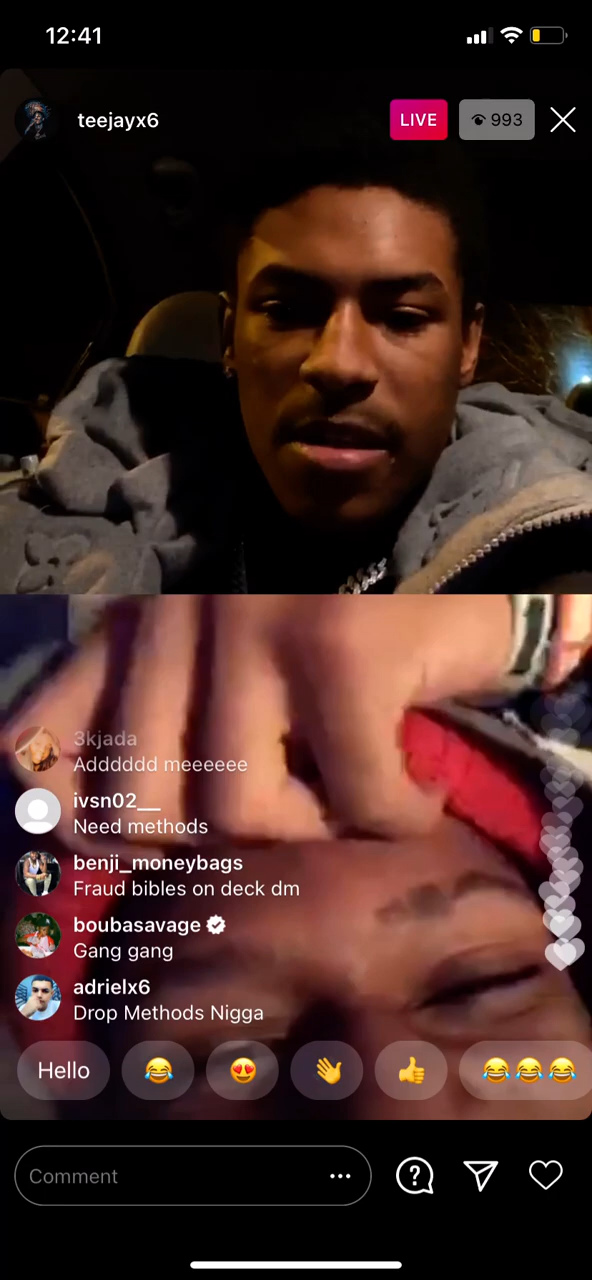 12:41
teejayx6
LIVE
993
3kjada
Adddddd meeeeee
ivsn02__
Need methods
benji_moneybags
Fraud bibles on deck dm
boubasavage
Gang gang
adrielx6
Drop Methods Nigga
Hello
Comment